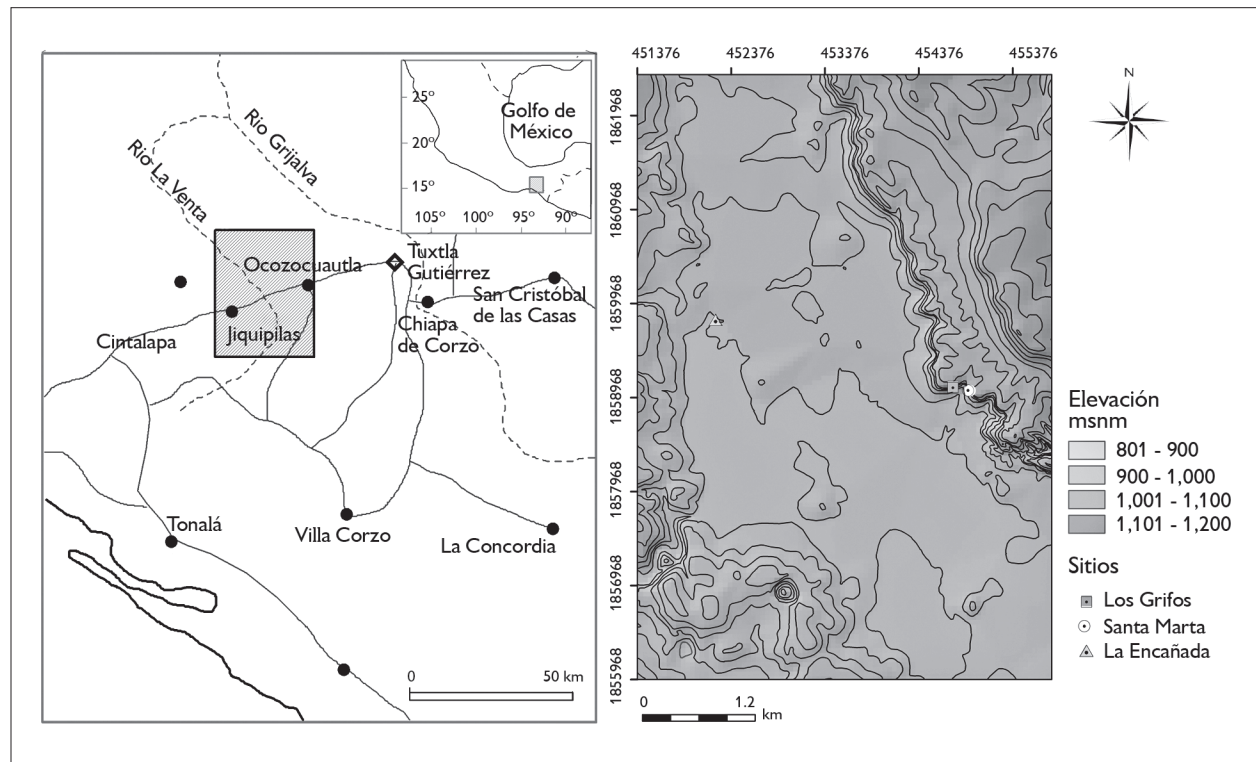 25°
20°
15°
105°
100°
95°
90°
Golfo de
México
Río Grijalva
Río La Venta
Ocozocuautla
Tuxtla
Gutiérrez
San Cristóbal
de las Casas
Chiapa
de Corzo
Jiquipilas
Cintalapa
Tonalá
Villa Corzo
La Concordia
0
50 km
451376
452376
453376
454376
455376
1861968
1860968
1859968
1858968
1857968
1856968
1855968
0
1.2
km
N
Elevación
msnm
801 - 900
900 - 1,000
1,001 - 1,100
1,101 - 1,200
Sitios
Los Grifos
Santa Marta
La Encañada